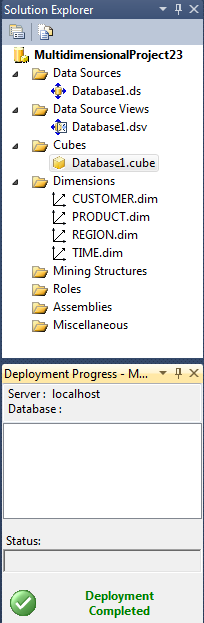 Solution Explorer
MultidimensionalProject23
Data Sources
Database1.ds
Data Source Views
Database1.dsv
Cubes
Database1.cube
Dimensions
CUSTOMER.dim
PRODUCT.dim
REGION.dim
TIME.dim
Mining Structures
Roles
Assemblies
Miscellaneous
Deployment Progress - M...
Server : localhost
Database :
Status:
Deployment
Completed